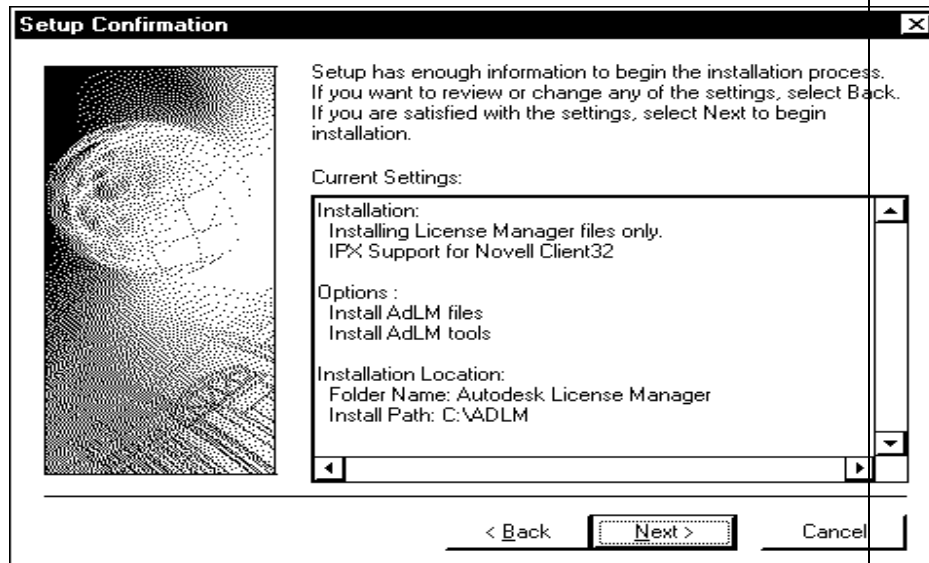 Setup Confirmation
Setup has enough information to begin the installation process.
If you want to review or change any of the settings, select Back.
If you are satisfied with the settings, select Next to begin
installation.
Current Settings:
Installation:
Installing License Manager files only.
IPX Support for Novell Client32
Options :
Install AdLM files
Install AdLM tools
Installation Location:
Folder Name: Autodesk License Manager
Install Path: C:\ADLM
< Back
Next >
Cancel